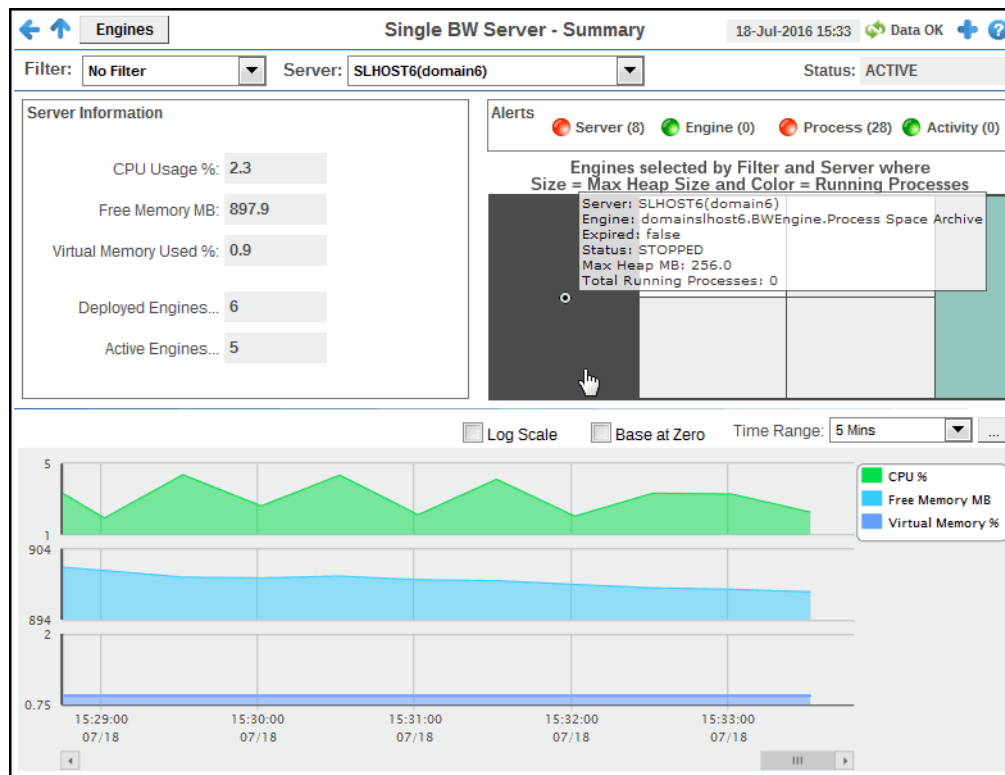 Engines
Single BW Server - Summary
18-Jul-2016 15:33
Data OK
Filter: No Filter
Server: SLHOST6(domain6)
Status: ACTIVE
Server Information
CPU Usage %: 2.3
Free Memory MB: 897.9
Virtual Memory Used %: 0.9
Deployed Engines... 6
Active Engines... 5
Alerts
Server (8)
Engine (0)
Process (28)
Activity (0)
Engines selected by Filter and Server where
Size = Max Heap Size and Color = Running Processes
Server: SLHOST6(domain6)
Engine: domainslhost6.BWEngine.Process Space Archive
Expired: false
Status: STOPPED
Max Heap MB: 256.0
Total Running Processes: 0
Log Scale
Base at Zero
Time Range: 5 Mins
...
5
1
904
894
2
0.75
CPU %
Free Memory MB
Virtual Memory %
15:29:00 15:30:00 15:31:00 15:32:00 15:33:00
07/18 07/18 07/18 07/18 07/18